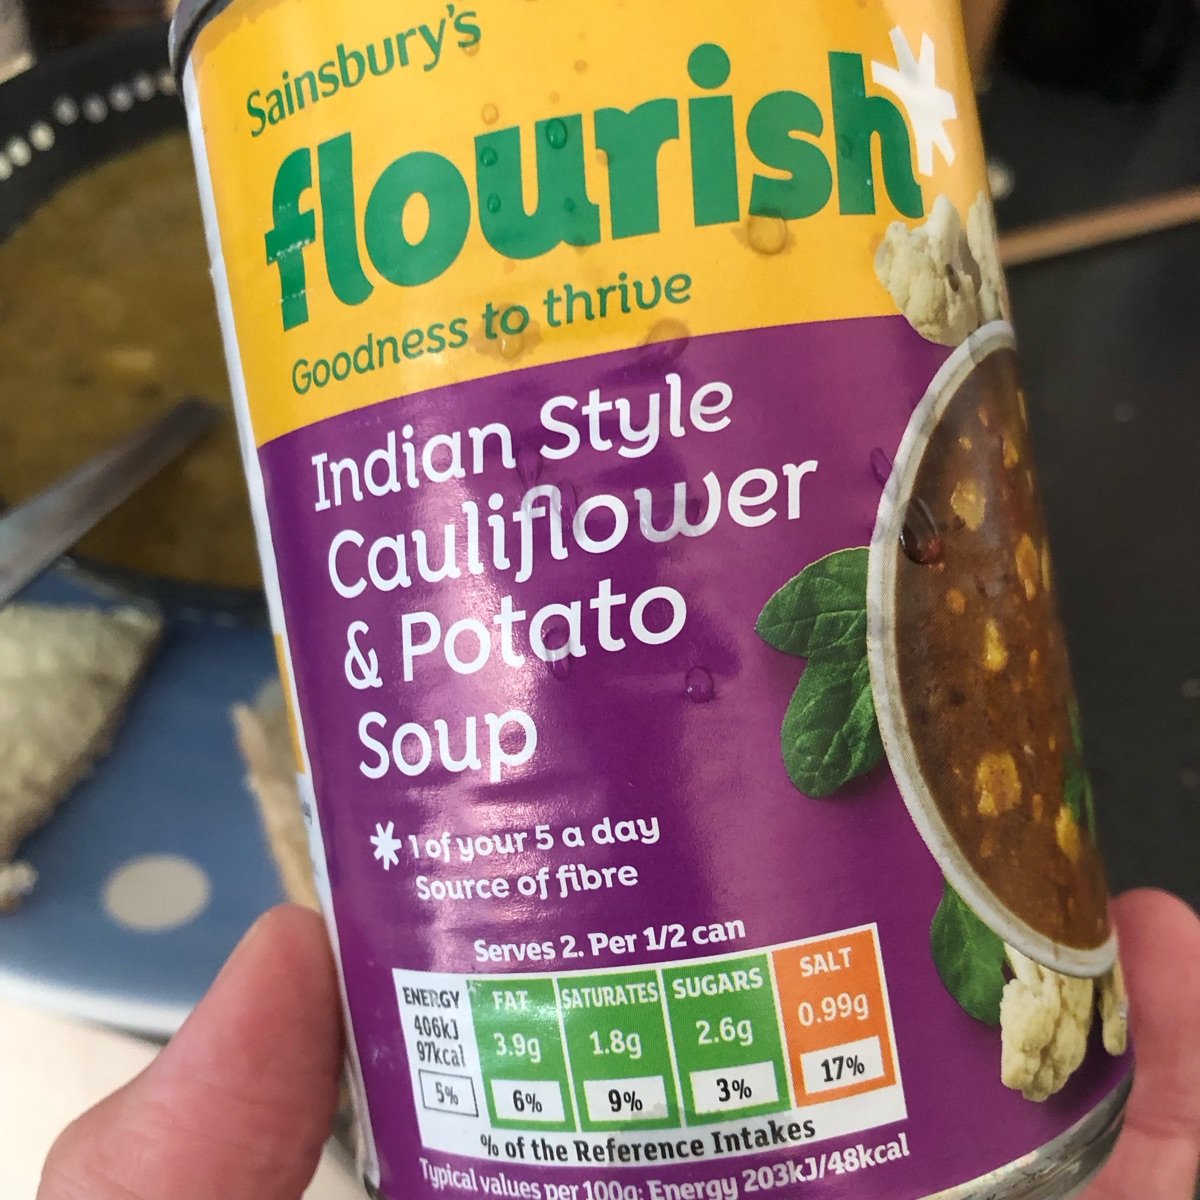 Sainsbury's
flourish*
Goodness to thrive
Indian Style
Cauliflower
& Potato
Soup
* 1 of your 5 a day
Source of fibre
Serves 2. Per 1/2 can
ENERGY FAT SATURATES SUGARS SALT
406kJ 3.9g 1.8g 2.6g 0.99g
97kcal
5% 6% 9% 3% 17%
% of the Reference Intakes
Typical values per 100g: Energy 203kJ/48kcal